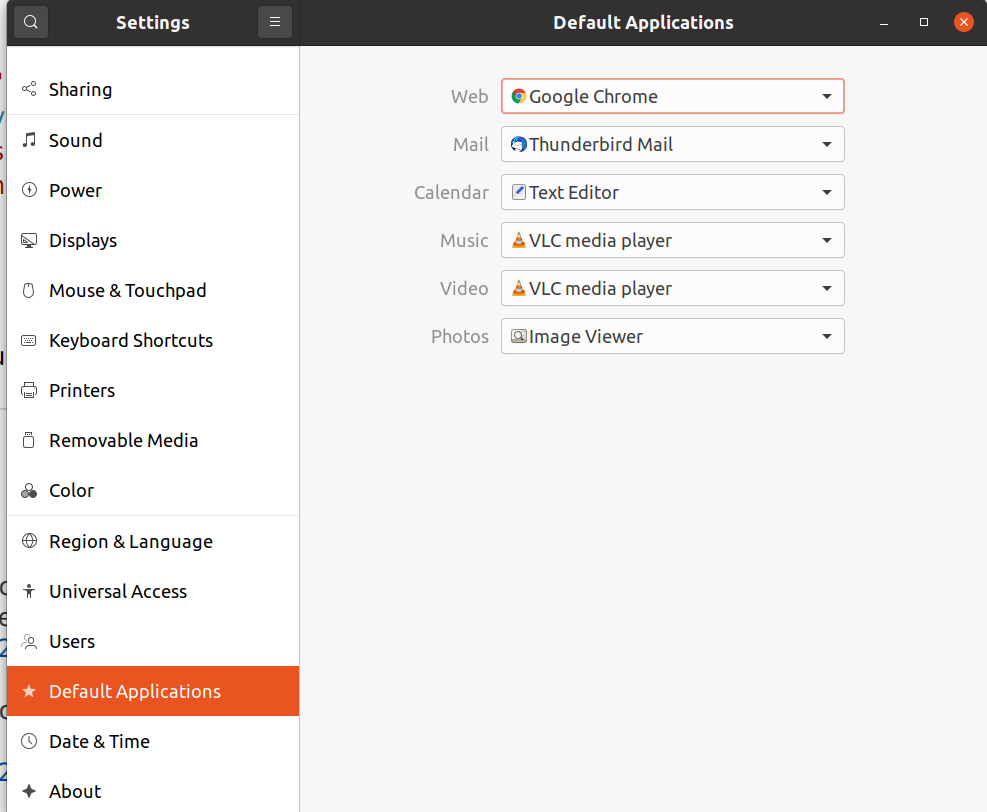 Settings
Default Applications
Sharing
Sound
Power
Displays
Mouse & Touchpad
Keyboard Shortcuts
Printers
Removable Media
Color
Region & Language
Universal Access
Users
Default Applications
Date & Time
About
Web Google Chrome
Mail Thunderbird Mail
Calendar Text Editor
Music VLC media player
Video VLC media player
Photos Image Viewer